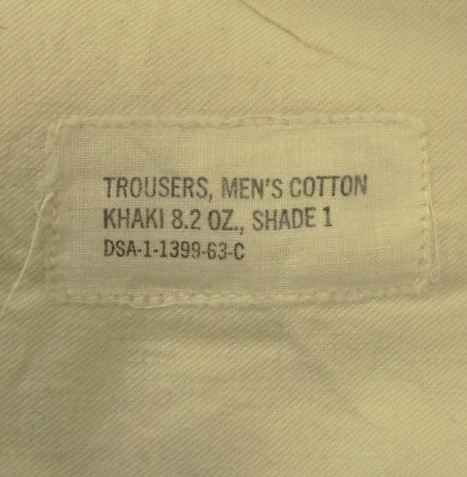 TROUSERS, MEN'S COTTON
KHAKI 8.2 OZ., SHADE 1
DSA-1-1399-63-C